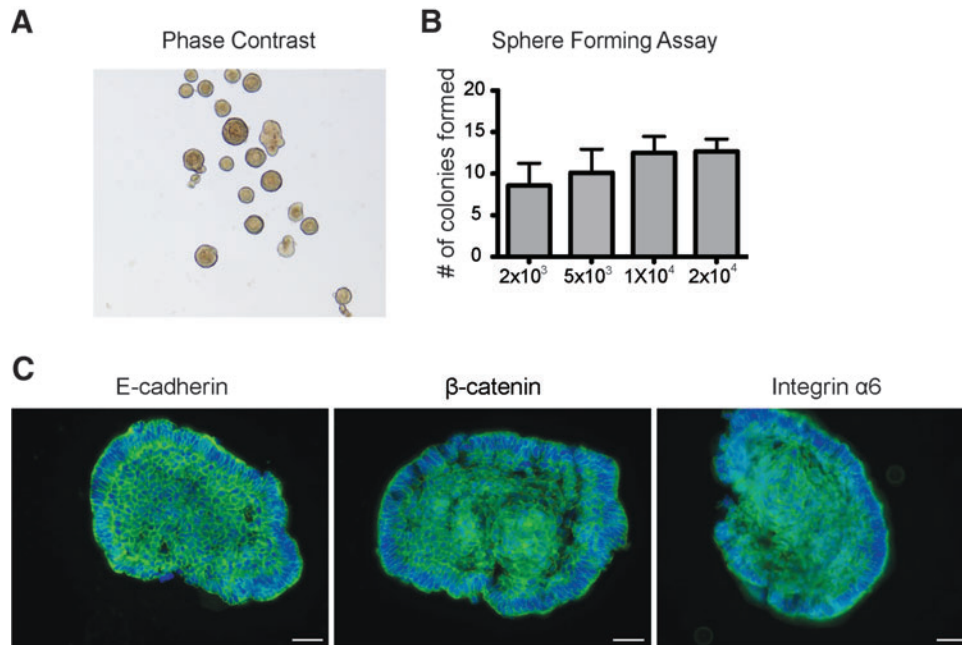 A
Phase Contrast
B
Sphere Forming Assay
# of colonies formed
20
15
10
5
0
2x10³
5x10³
1X10⁴
2x10⁴
C
E-cadherin
β-catenin
Integrin α6